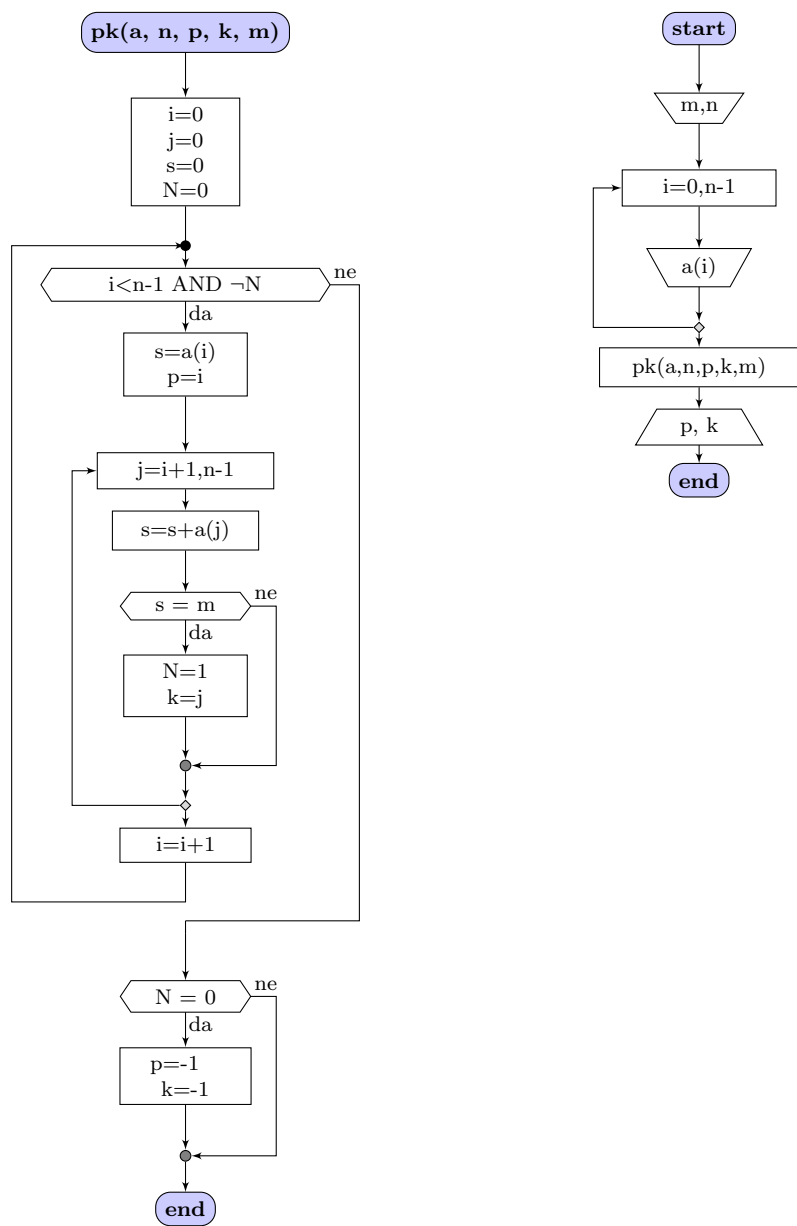 pk(a, n, p, k, m)
i=0
j=0
s=0
N=0
i<n-1 AND ¬N
ne
da
s=a(i)
p=i
j=i+1,n-1
s=s+a(j)
s = m
ne
da
N=1
k=j
i=i+1
N = 0
ne
da
p=-1
k=-1
end
start
m,n
i=0,n-1
a(i)
pk(a,n,p,k,m)
p, k
end